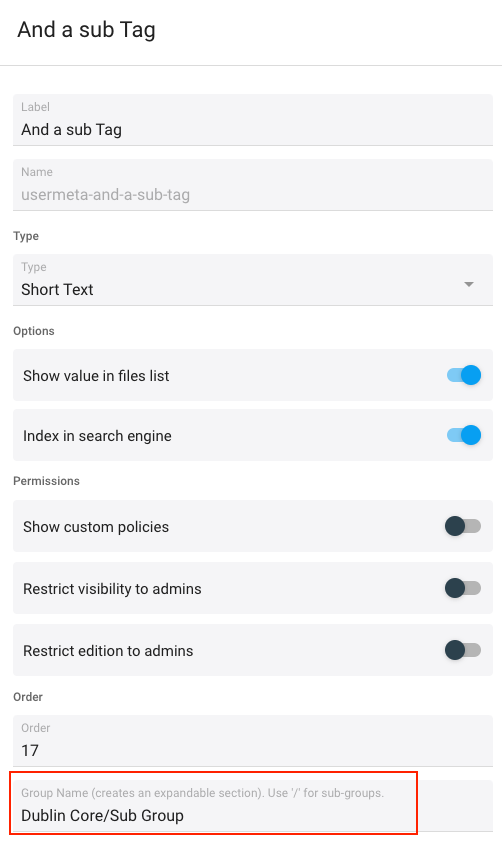 And a sub Tag
Label
And a sub Tag
Name
usermeta-and-a-sub-tag
Type
Type
Short Text
Options
Show value in files list
Index in search engine
Permissions
Show custom policies
Restrict visibility to admins
Restrict edition to admins
Order
Order
17
Group Name (creates an expandable section). Use '/' for sub-groups.
Dublin Core/Sub Group